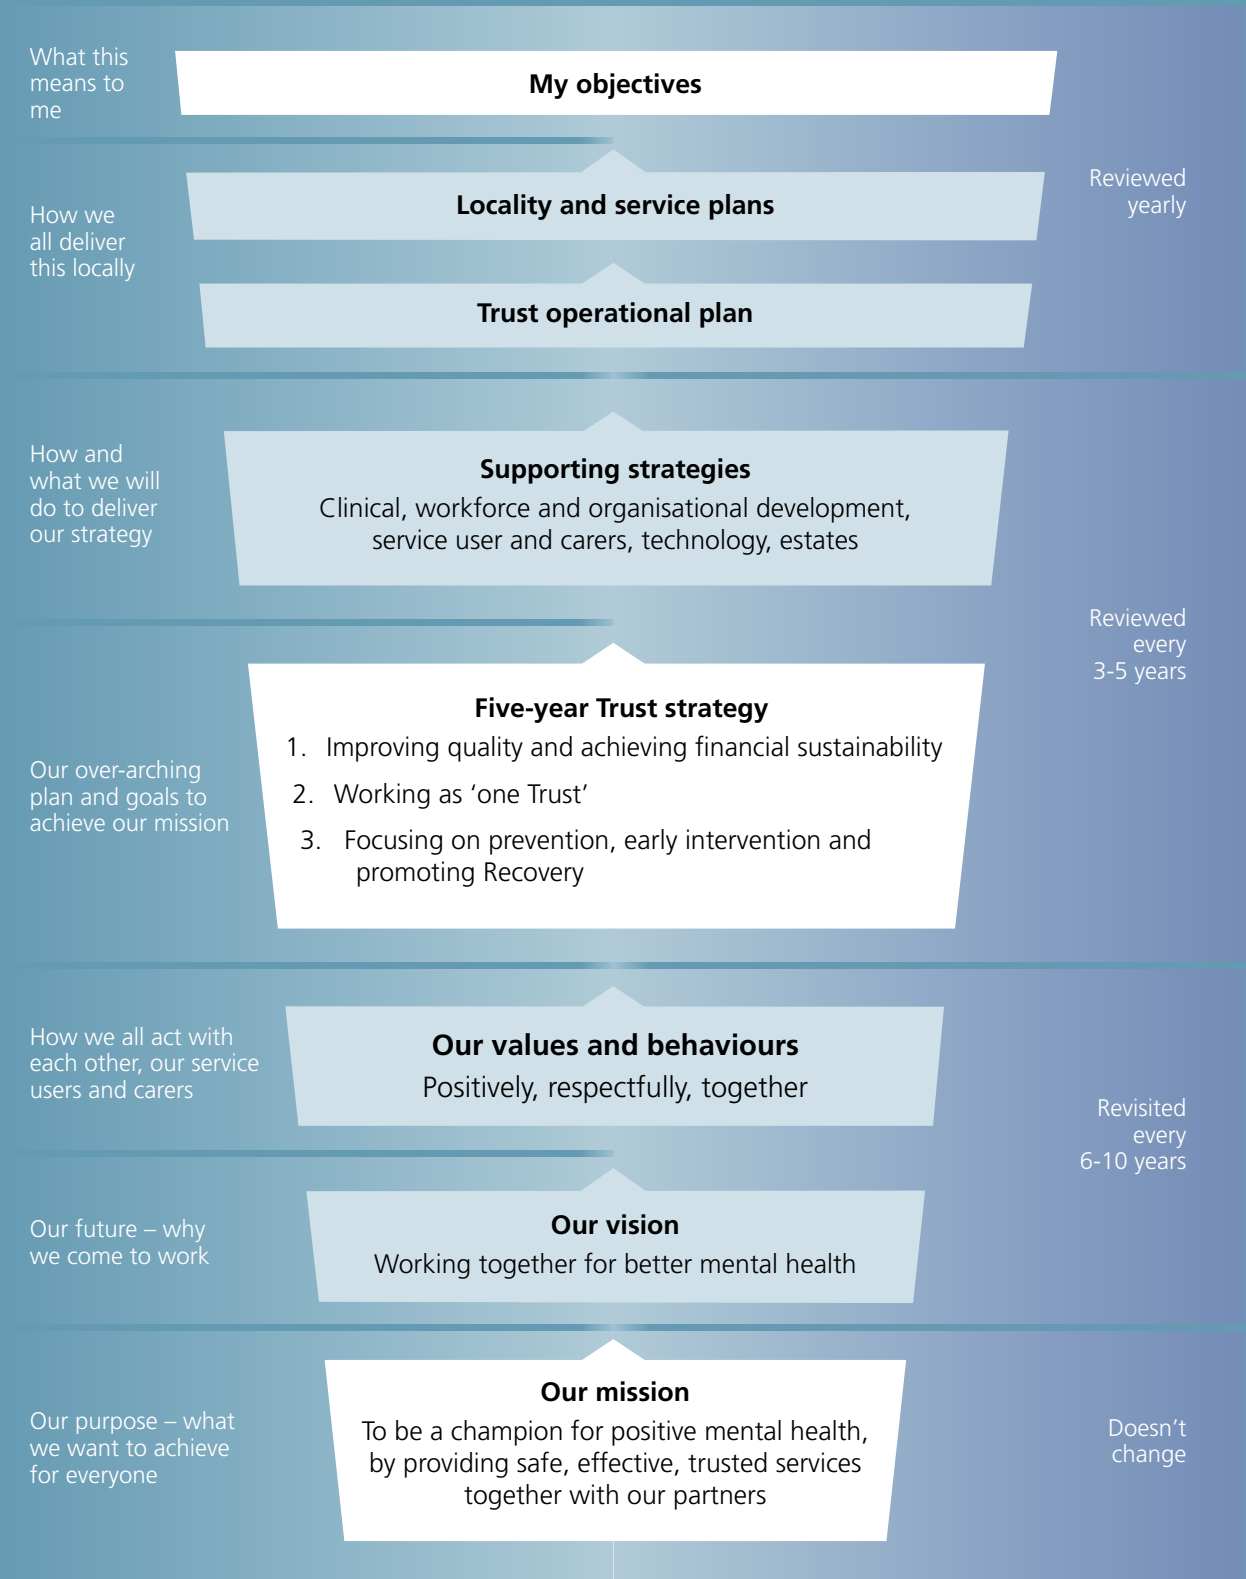 What this
means to
me
My objectives
Reviewed
yearly
How we
all deliver
this locally
Locality and service plans
Trust operational plan
How and
what we will
do to deliver
our strategy
Supporting strategies
Clinical, workforce and organisational development,
service user and carers, technology, estates
Reviewed
every
3-5 years
Our over-arching
plan and goals to
achieve our mission
Five-year Trust strategy
1. Improving quality and achieving financial sustainability
2. Working as ‘one Trust’
3. Focusing on prevention, early intervention and
promoting Recovery
How we all act with
each other, our service
users and carers
Our values and behaviours
Positively, respectfully, together
Revisited
every
6-10 years
Our future – why
we come to work
Our vision
Working together for better mental health
Our purpose – what
we want to achieve
for everyone
Our mission
To be a champion for positive mental health,
by providing safe, effective, trusted services
together with our partners
Doesn’t
change